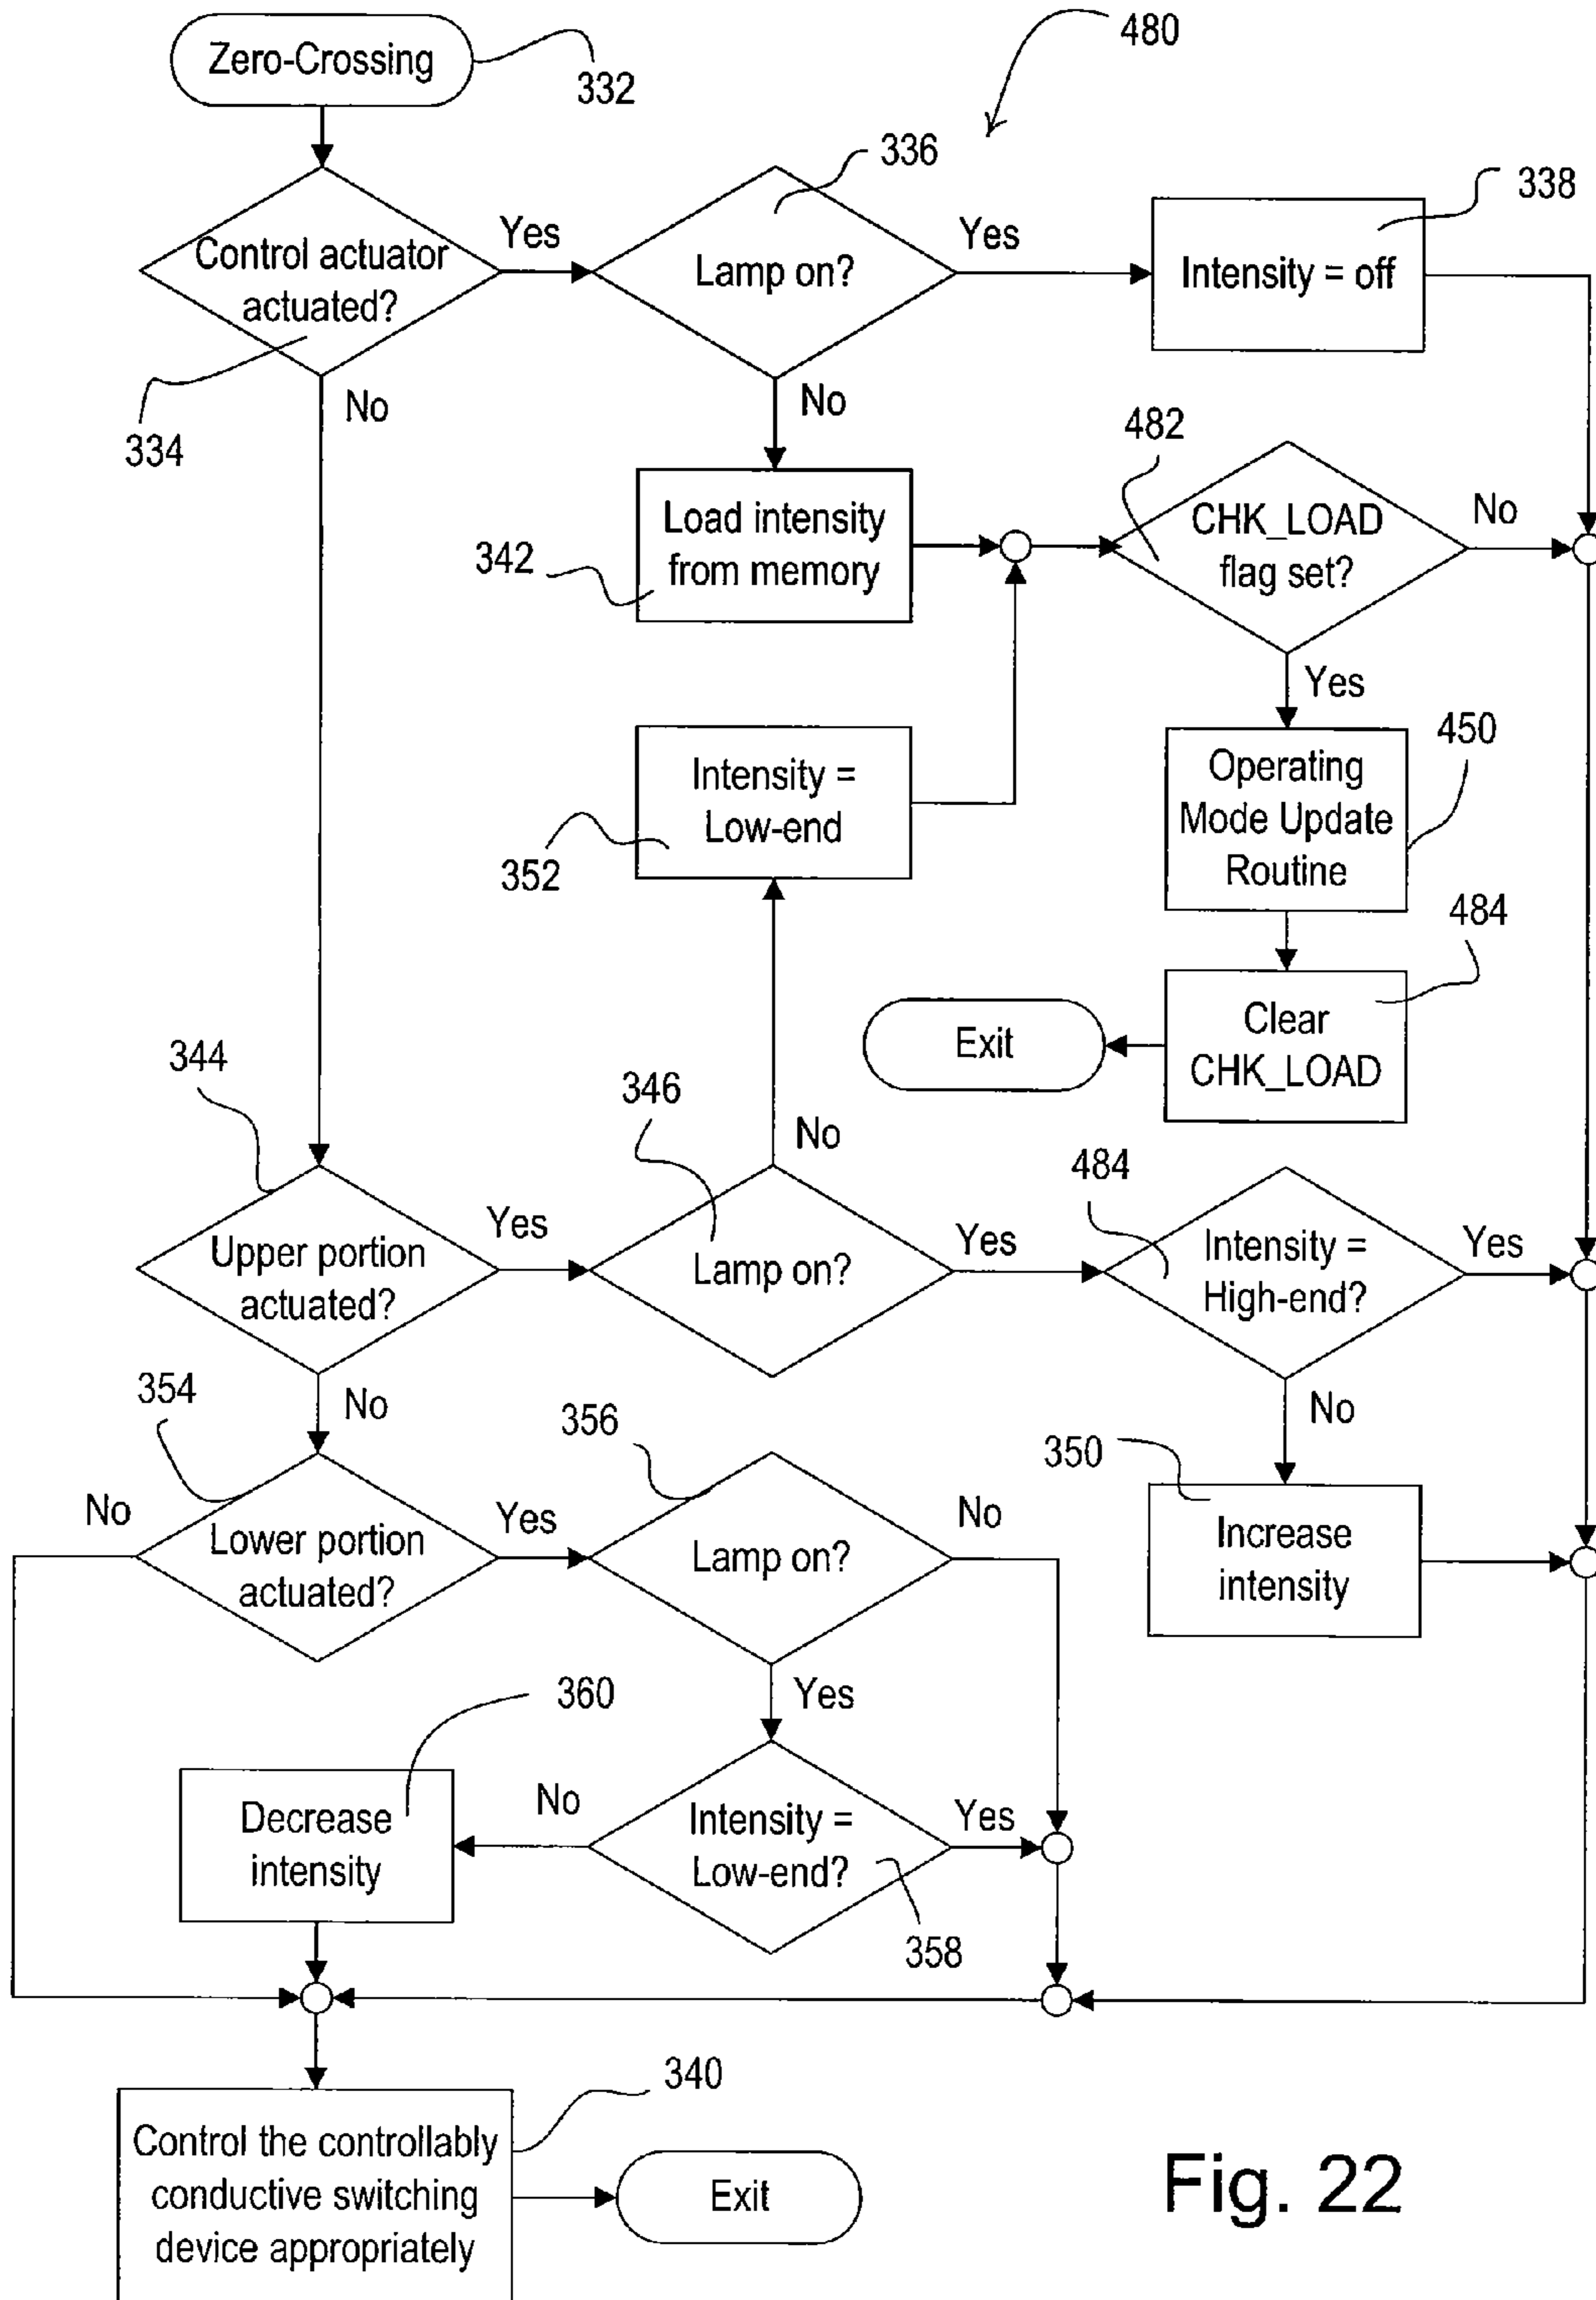 480
Zero-Crossing
332
336
338
Control actuator
actuated?
Yes
Lamp on?
Yes
Intensity = off
334
No
No
482
Load intensity
from memory
342
CHK_LOAD
flag set?
No
Yes
Intensity =
Low-end
352
Operating
Mode Update
Routine
450
484
Exit
Clear
CHK_LOAD
344
346
No
484
Upper portion
actuated?
Yes
Lamp on?
Yes
Intensity =
High-end?
Yes
354
No
356
No
350
No
Lower portion
actuated?
Yes
Lamp on?
No
Increase
intensity
Yes
360
Decrease
intensity
No
Intensity =
Low-end?
Yes
358
340
Control the controllably
conductive switching
device appropriately
Exit
Fig. 22